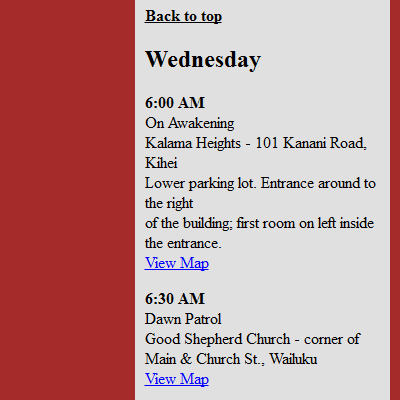 Back to top
Wednesday
6:00 AM
On Awakening
Kalama Heights - 101 Kanani Road,
Kihei
Lower parking lot. Entrance around to
the right
of the building; first room on left inside
the entrance.
View Map
6:30 AM
Dawn Patrol
Good Shepherd Church - corner of
Main & Church St., Wailuku
View Map